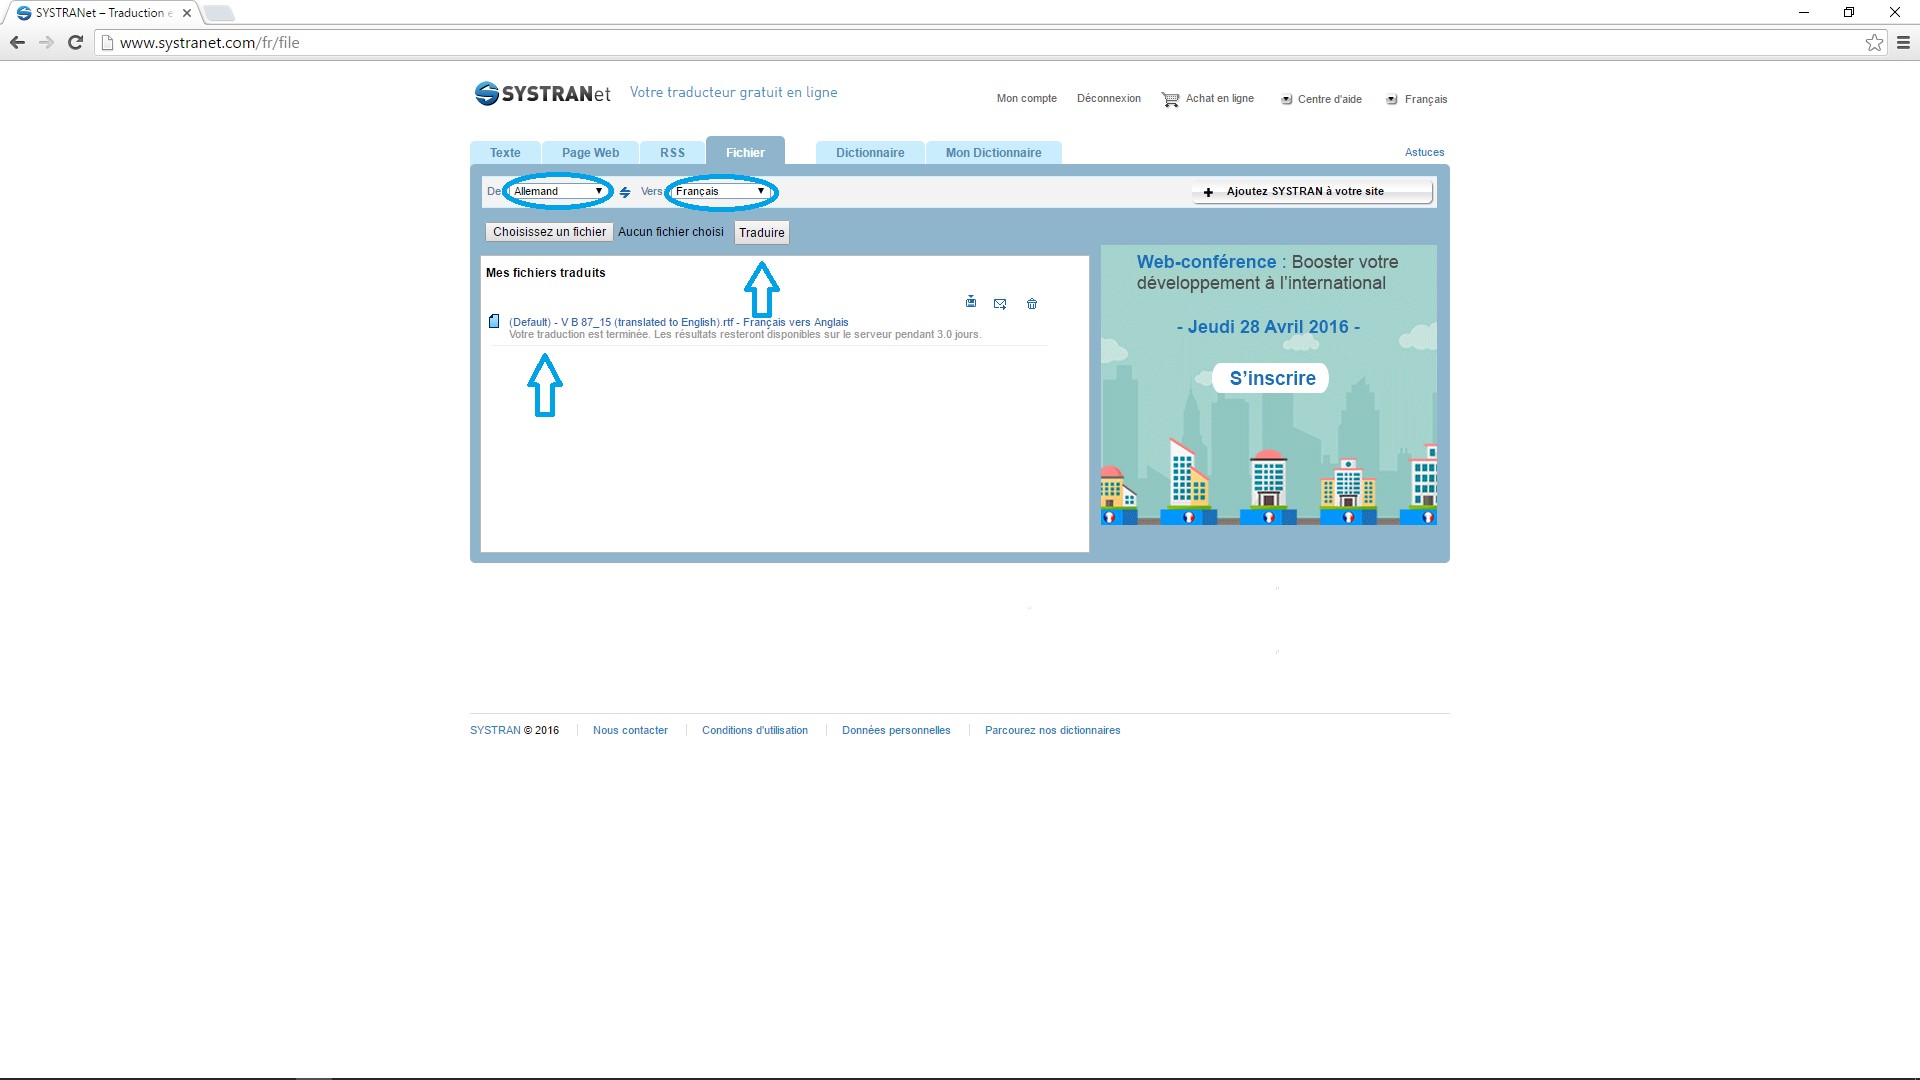 SYSTRANet – Traduction e
www.systranet.com/fr/file
SYSTRANet Votre traducteur gratuit en ligne
Mon compte Déconnexion Achat en ligne Centre d'aide Français
Texte Page Web RSS Fichier Dictionnaire Mon Dictionnaire Astuces
De Allemand Vers Français Ajoutez SYSTRAN à votre site
Choisissez un fichier Aucun fichier choisi Traduire
Mes fichiers traduits
(Default) - V B 87_15 (translated to English).rtf - Français vers Anglais
Votre traduction est terminée. Les résultats resteront disponibles sur le serveur pendant 3.0 jours.
Web-conférence : Booster votre
développement à l'international
- Jeudi 28 Avril 2016 -
S'inscrire
SYSTRAN © 2016 Nous contacter Conditions d'utilisation Données personnelles Parcourez nos dictionnaires